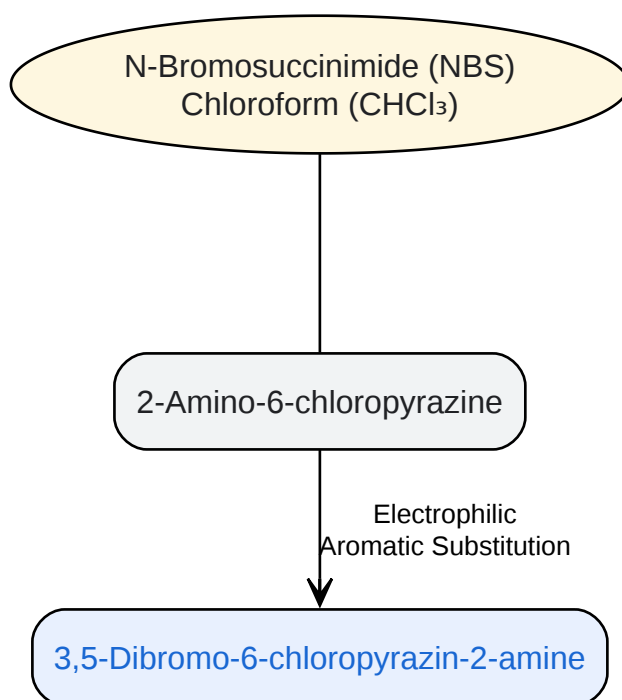 N-Bromosuccinimide (NBS)
Chloroform (CHCl₃)
2-Amino-6-chloropyrazine
Electrophilic
Aromatic Substitution
3,5-Dibromo-6-chloropyrazin-2-amine